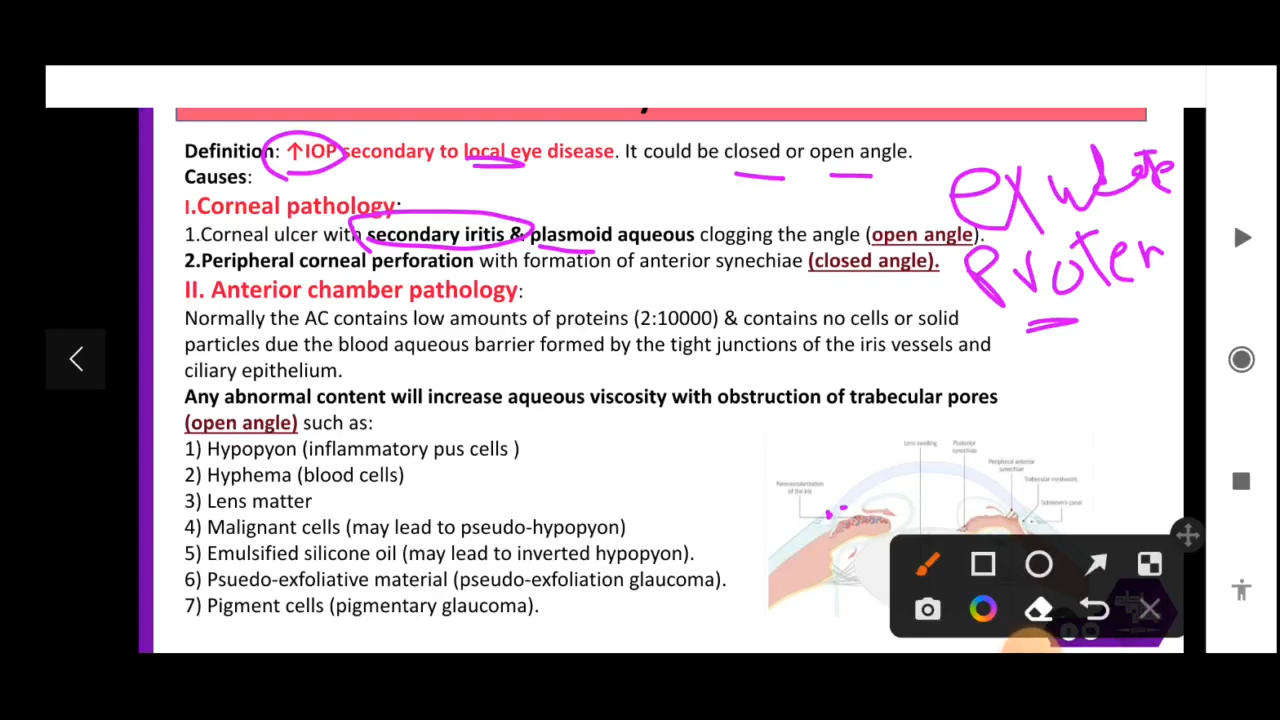 Definition: ↑IOP secondary to local eye disease. It could be closed or open angle.
Causes:
I.Corneal pathology:
1.Corneal ulcer with secondary iritis & plasmoid aqueous clogging the angle (open angle).
2.Peripheral corneal perforation with formation of anterior synechiae (closed angle).
exudate
Proten
II. Anterior chamber pathology:
Normally the AC contains low amounts of proteins (2:10000) & contains no cells or solid
particles due the blood aqueous barrier formed by the tight junctions of the iris vessels and
ciliary epithelium.
Any abnormal content will increase aqueous viscosity with obstruction of trabecular pores
(open angle) such as:
1) Hypopyon (inflammatory pus cells )
2) Hyphema (blood cells)
3) Lens matter
4) Malignant cells (may lead to pseudo-hypopyon)
5) Emulsified silicone oil (may lead to inverted hypopyon).
6) Psuedo-exfoliative material (pseudo-exfoliation glaucoma).
7) Pigment cells (pigmentary glaucoma).
Lens swelling
Posterior
synechiae
Peripheral anterior
synechiae
Trabecular meshwork
Schlemm's canal
Neovascularization
of the iris